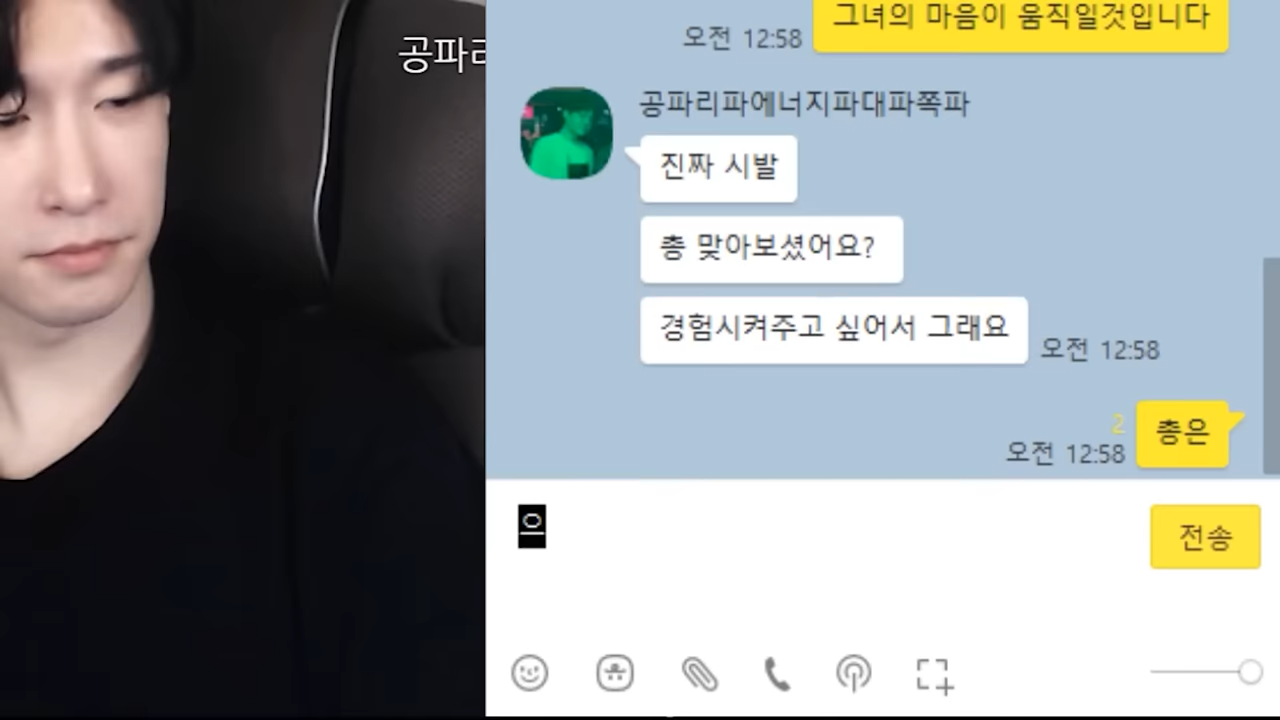 공파리
그녀의 마음이 움직일것입니다
오전 12:58
공파리파에너지파대파쪽파
진짜 시발
총 맞아보셨어요?
경험시켜주고 싶어서 그래요
오전 12:58
2
총은
오전 12:58
으
전송